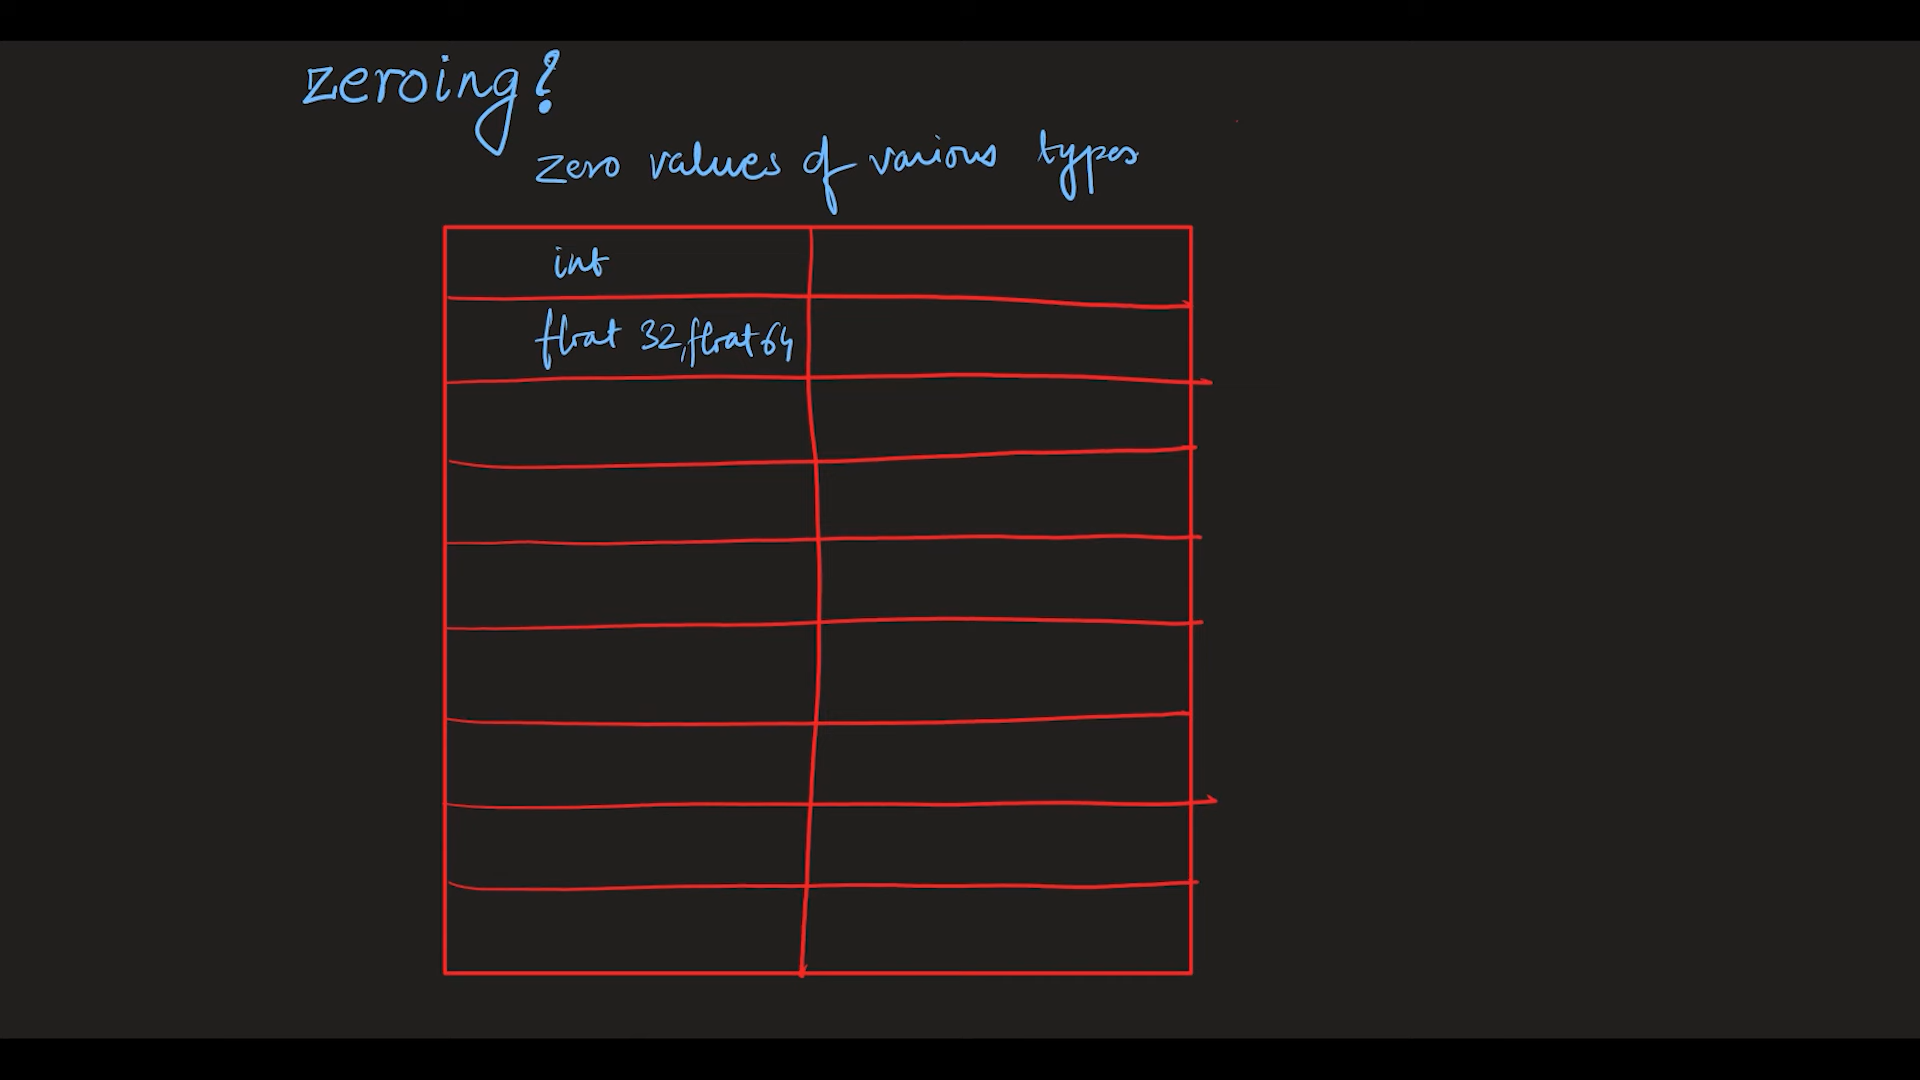 zeroing?
zero values of various types
int
float 32, float64